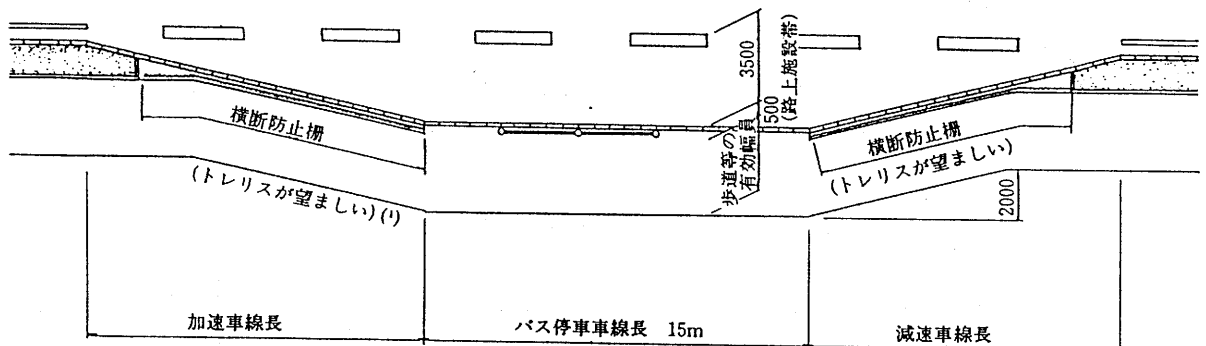 3500
500
(路上施設帯)
歩道等の
有効幅員
横断防止柵
(トレリスが望ましい)(1)
横断防止柵
(トレリスが望ましい)
2000
加速車線長
バス停車車線長 15m
減速車線長